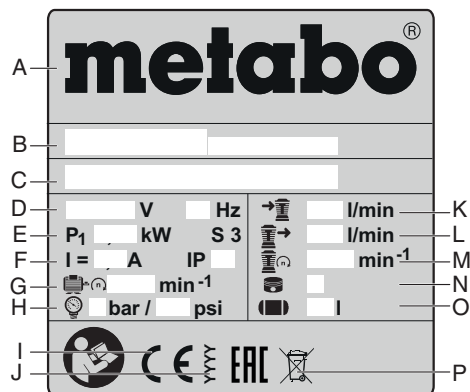 metabo®
A
B
C
D V Hz l/min K
E P1 kW S 3 l/min L
F I = A IP min-1 M
G n min-1 N
H bar / psi l O
I CE EAC
J P